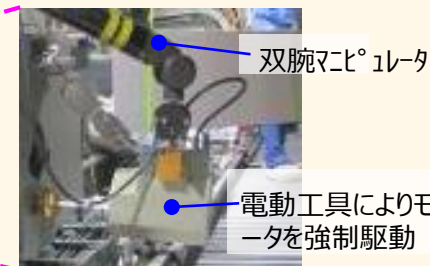 双腕ﾏﾆﾋﾟｭﾚｰﾀ
電動工具によりモ
ータを強制駆動